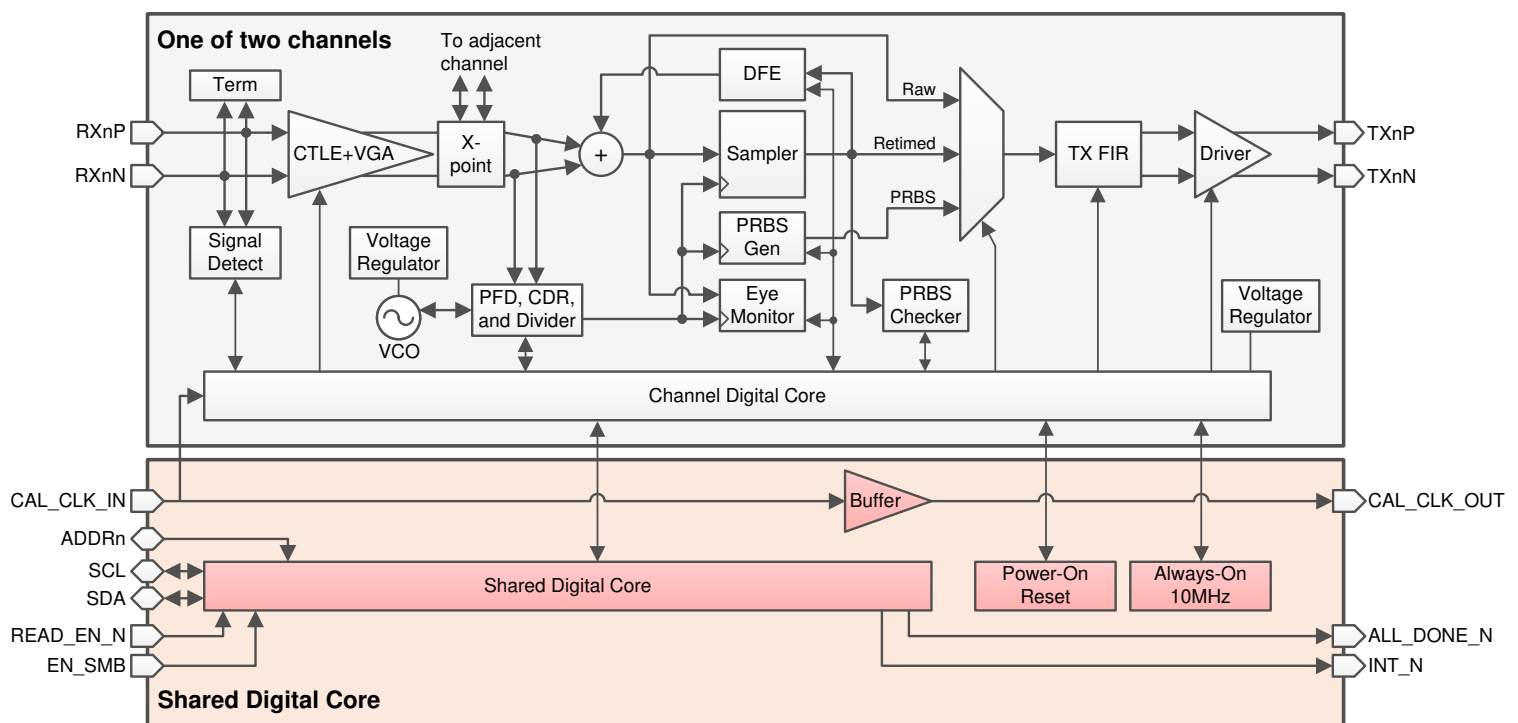 One of two channels
To adjacent
channel
Term
DFE
Raw
RXnP
RXnN
CTLE+VGA
X-
point
+
Sampler
Retimed
TX FIR
Driver
TXnP
TXnN
PRBS
Signal
Detect
Voltage
Regulator
PRBS
Gen
VCO
PFD, CDR,
and Divider
Eye
Monitor
PRBS
Checker
Voltage
Regulator
Channel Digital Core
CAL_CLK_IN
Buffer
CAL_CLK_OUT
ADDRn
SCL
SDA
Shared Digital Core
Power-On
Reset
Always-On
10MHz
READ_EN_N
EN_SMB
ALL_DONE_N
INT_N
Shared Digital Core